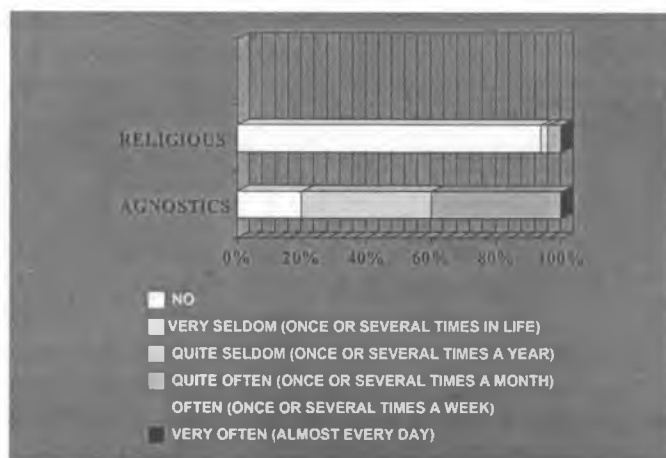 RELIGIOUS
AGNOSTICS
0% 20% 40% 60% 80% 100%
NO
VERY SELDOM (ONCE OR SEVERAL TIMES IN LIFE)
QUITE SELDOM (ONCE OR SEVERAL TIMES A YEAR)
QUITE OFTEN (ONCE OR SEVERAL TIMES A MONTH)
OFTEN (ONCE OR SEVERAL TIMES A WEEK)
VERY OFTEN (ALMOST EVERY DAY)